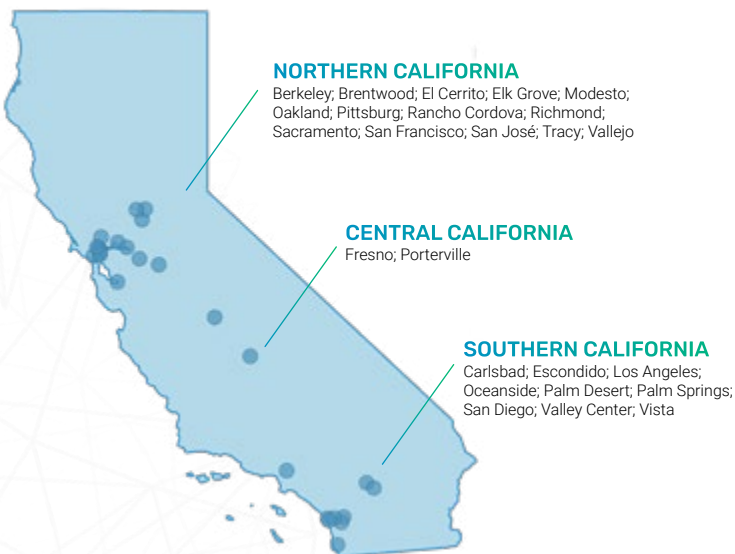 NORTHERN CALIFORNIA
Berkeley; Brentwood; El Cerrito; Elk Grove; Modesto;
Oakland; Pittsburg; Rancho Cordova; Richmond;
Sacramento; San Francisco; San José; Tracy; Vallejo
CENTRAL CALIFORNIA
Fresno; Porterville
SOUTHERN CALIFORNIA
Carlsbad; Escondido; Los Angeles;
Oceanside; Palm Desert; Palm Springs;
San Diego; Valley Center; Vista